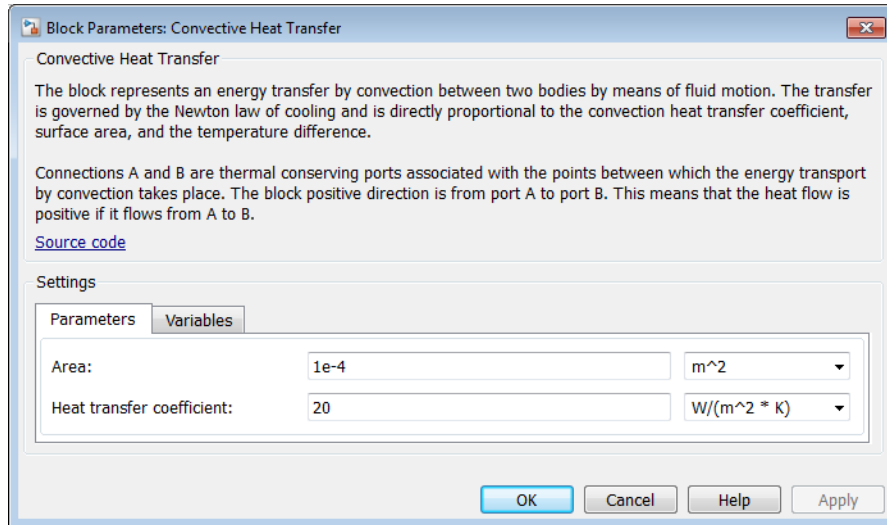 Block Parameters: Convective Heat Transfer
Convective Heat Transfer
The block represents an energy transfer by convection between two bodies by means of fluid motion. The transfer
is governed by the Newton law of cooling and is directly proportional to the convection heat transfer coefficient,
surface area, and the temperature difference.
Connections A and B are thermal conserving ports associated with the points between which the energy transport
by convection takes place. The block positive direction is from port A to port B. This means that the heat flow is
positive if it flows from A to B.
Source code
Settings
Parameters Variables
Area: 1e-4 m^2
Heat transfer coefficient: 20 W/(m^2 * K)
OK Cancel Help Apply